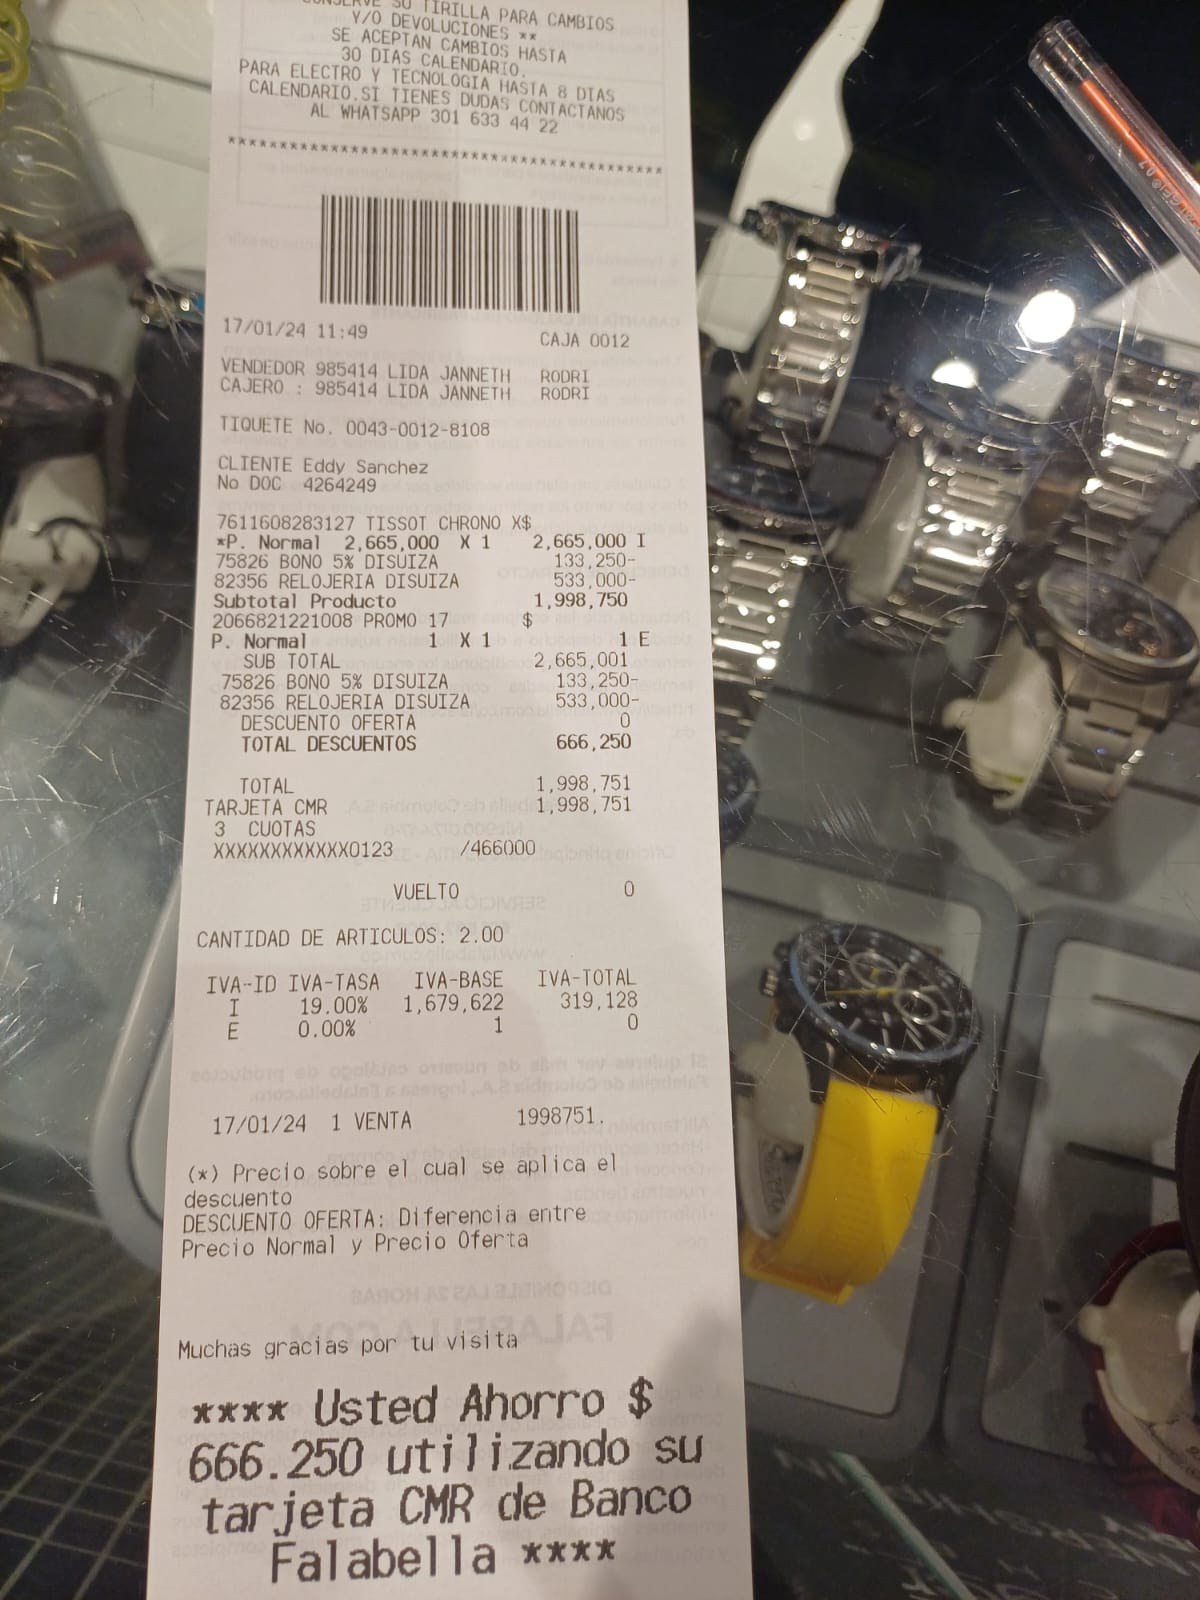 CONSERVE SU TIRILLA PARA CAMBIOS
Y/O DEVOLUCIONES **
SE ACEPTAN CAMBIOS HASTA
30 DIAS CALENDARIO.
PARA ELECTRO Y TECNOLOGIA HASTA 8 DIAS
CALENDARIO.SI TIENES DUDAS CONTACTANOS
AL WHATSAPP 301 633 44 22
******************************************
17/01/24 11:49 CAJA 0012
VENDEDOR 985414 LIDA JANNETH RODRI
CAJERO : 985414 LIDA JANNETH RODRI
TIQUETE No. 0043-0012-8108
CLIENTE Eddy Sanchez
No DOC 4264249
7611608283127 TISSOT CHRONO X$
*P. Normal 2,665,000 X 1 2,665,000 I
75826 BONO 5% DISUIZA 133,250-
82356 RELOJERIA DISUIZA 533,000-
Subtotal Producto 1,998,750
2066821221008 PROMO 17 $
P. Normal 1 X 1 1 E
SUB TOTAL 2,665,001
75826 BONO 5% DISUIZA 133,250-
82356 RELOJERIA DISUIZA 533,000-
DESCUENTO OFERTA 0
TOTAL DESCUENTOS 666,250
TOTAL 1,998,751
TARJETA CMR 1,998,751
3 CUOTAS
XXXXXXXXXXXX0123 /466000
VUELTO 0
CANTIDAD DE ARTICULOS: 2.00
IVA-ID IVA-TASA IVA-BASE IVA-TOTAL
I 19.00% 1,679,622 319,128
E 0.00% 1 0
17/01/24 1 VENTA 1998751.
(*) Precio sobre el cual se aplica el
descuento
DESCUENTO OFERTA: Diferencia entre
Precio Normal y Precio Oferta
Muchas gracias por tu visita
**** Usted Ahorro $
666.250 utilizando su
tarjeta CMR de Banco
Falabella ****